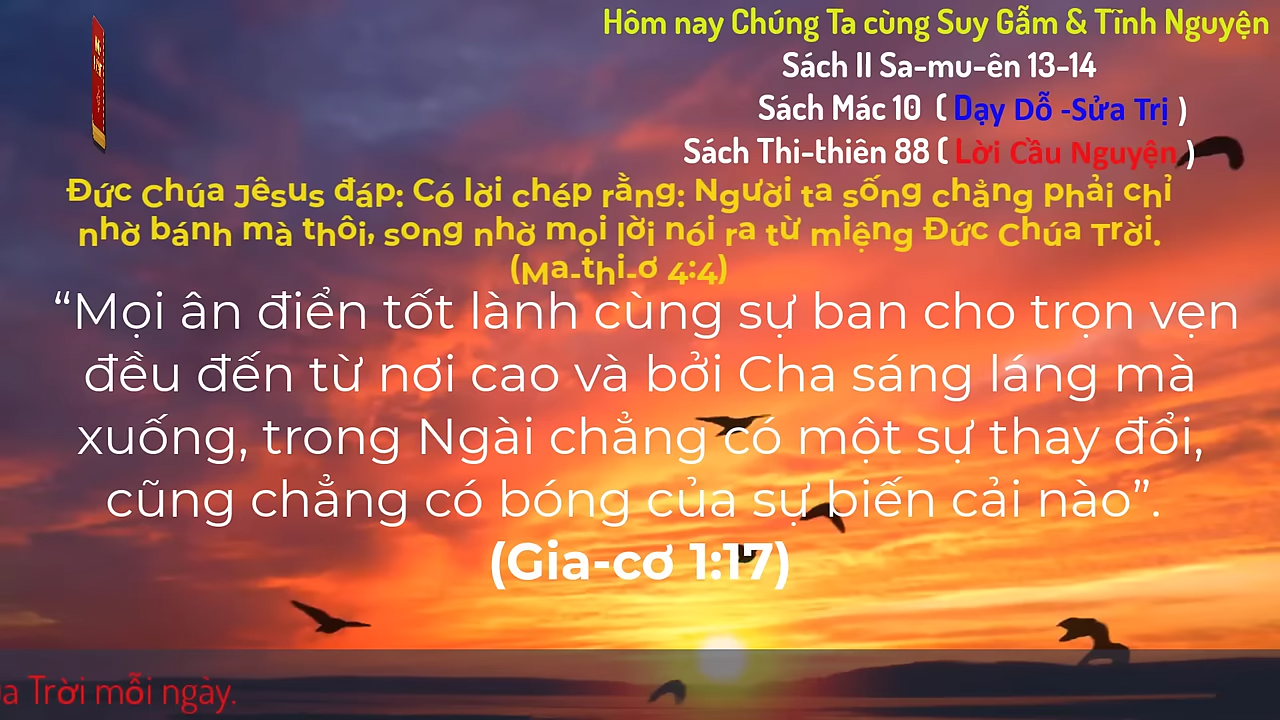 Hôm nay Chúng Ta cùng Suy Gẫm & Tĩnh Nguyện
Sách II Sa-mu-ên 13-14
Sách Mác 10 ( Dạy Dỗ -Sửa Trị )
Sách Thi-thiên 88 ( Lời Cầu Nguyện )
Đức Chúa Jêsus đáp: Có lời chép rằng: Người ta sống chẳng phải chỉ
nhờ bánh mà thôi, song nhờ mọi lời nói ra từ miệng Đức Chúa Trời.
(Ma-thi-ơ 4:4)
“Mọi ân điển tốt lành cùng sự ban cho trọn vẹn
đều đến từ nơi cao và bởi Cha sáng láng mà
xuống, trong Ngài chẳng có một sự thay đổi,
cũng chẳng có bóng của sự biến cải nào”.
(Gia-cơ 1:17)
Trời mỗi ngày.